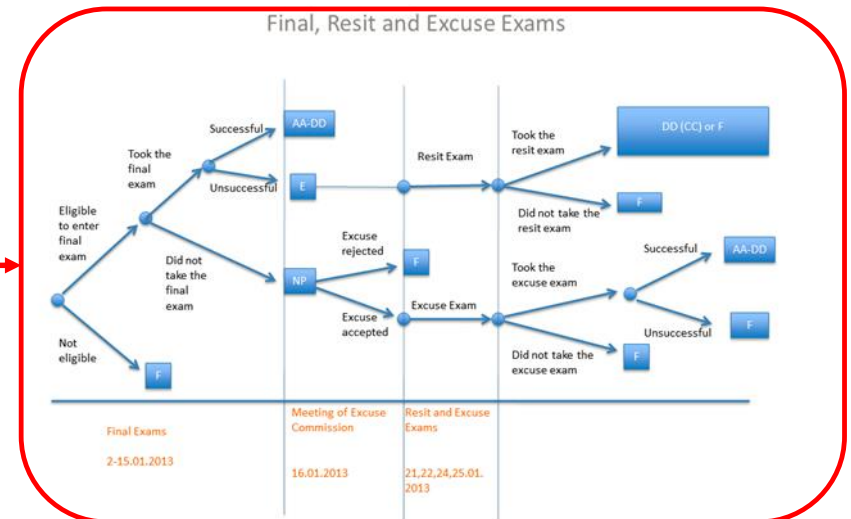 Final, Resit and Excuse Exams
Successful
AA-DD
Took the
final
exam
Unsuccessful
E
Resit Exam
Took the
resit exam
DD (CC) or F
Did not take the
resit exam
F
Eligible
to enter
final
exam
Did not
take the
final
exam
NP
Excuse
rejected
F
Excuse
accepted
Excuse Exam
Took the
excuse exam
Successful
AA-DD
Unsuccessful
F
Did not take the
excuse exam
F
Not
eligible
F
Final Exams
2-15.01.2013
Meeting of Excuse
Commission
16.01.2013
Resit and Excuse
Exams
21,22,24,25.01.
2013